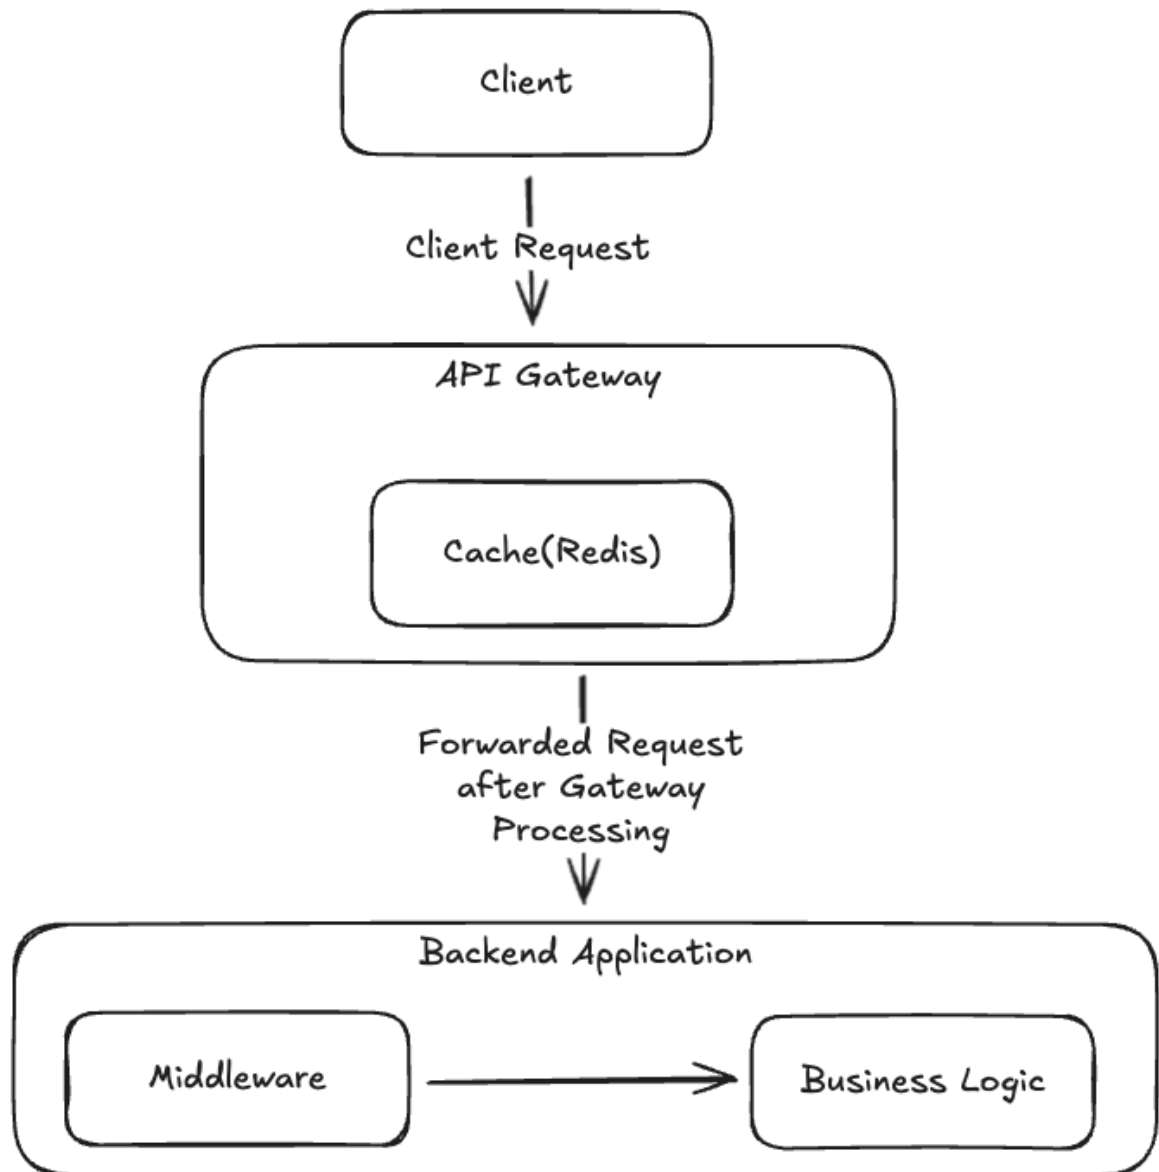 Client
Client Request
API Gateway
Cache(Redis)
Forwarded Request
after Gateway
Processing
Backend Application
Middleware
Business Logic